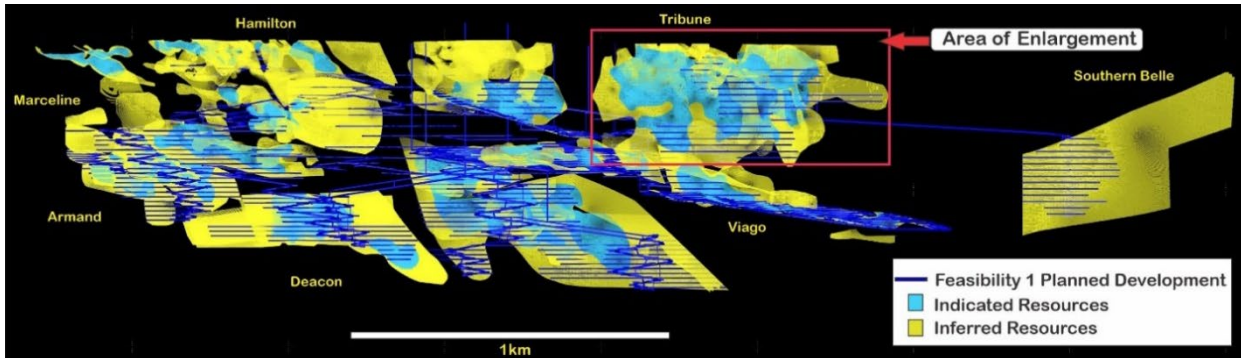 Hamilton
Tribune
Area of Enlargement
Southern Belle
Marceline
Armand
Viago
Deacon
Feasibility 1 Planned Development
Indicated Resources
Inferred Resources
1km